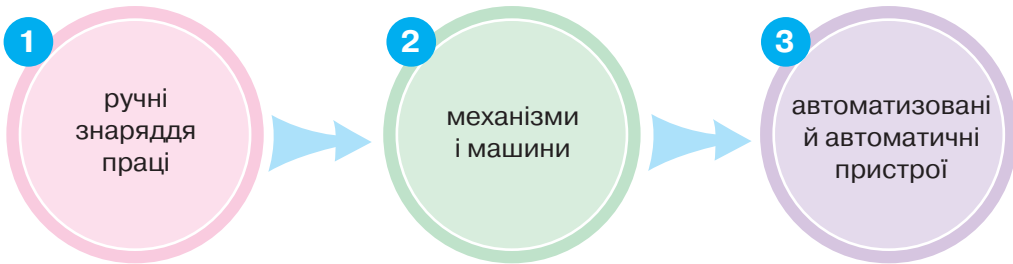 1
ручні
знаряддя
праці
2
механізми
і машини
3
автоматизовані
й автоматичні
пристрої